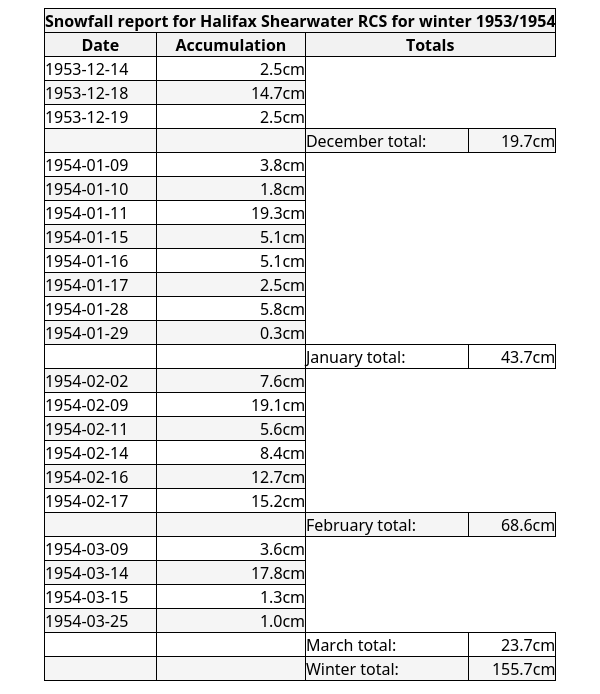 Snowfall report for Halifax Shearwater RCS for winter 1953/1954
Date Accumulation Totals
1953-12-14 2.5cm
1953-12-18 14.7cm
1953-12-19 2.5cm
December total: 19.7cm
1954-01-09 3.8cm
1954-01-10 1.8cm
1954-01-11 19.3cm
1954-01-15 5.1cm
1954-01-16 5.1cm
1954-01-17 2.5cm
1954-01-28 5.8cm
1954-01-29 0.3cm
January total: 43.7cm
1954-02-02 7.6cm
1954-02-09 19.1cm
1954-02-11 5.6cm
1954-02-14 8.4cm
1954-02-16 12.7cm
1954-02-17 15.2cm
February total: 68.6cm
1954-03-09 3.6cm
1954-03-14 17.8cm
1954-03-15 1.3cm
1954-03-25 1.0cm
March total: 23.7cm
Winter total: 155.7cm